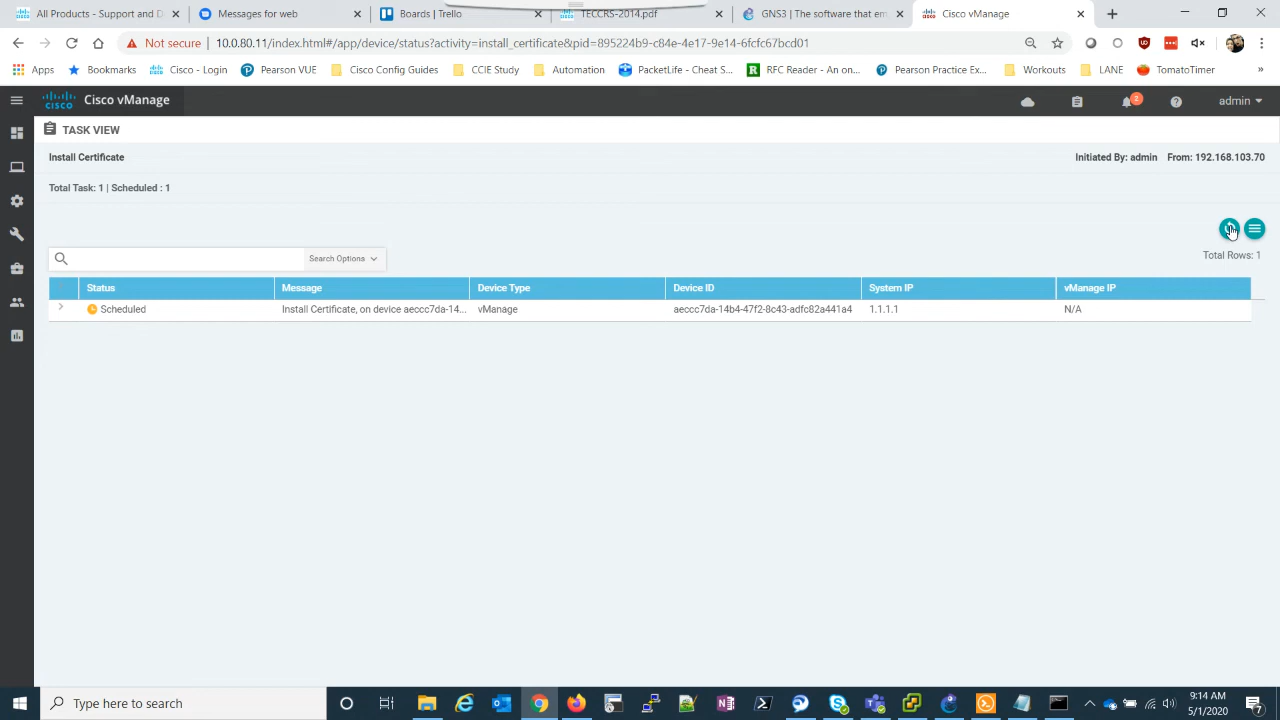 All Products - Support and D
Messages for web
Boards | Trello
TECCRS-2014.pdf
GNS3 | The software that em
Cisco vManage
Not secure
10.0.80.11/index.html#/app/device/status?activity=install_certificate&pid=895224b9-c84e-4e17-9e14-6fcfc67bcd01
Apps
Bookmarks
Cisco - Login
Pearson VUE
Cisco Config Guides
CCIE Study
Automation
PacketLife - Cheat S...
RFC Reader - An on...
Pearson Practice Ex...
Workouts
LANE
TomatoTimer
»
Cisco vManage
2
admin
TASK VIEW
Install Certificate
Initiated By: admin From: 192.168.103.70
Total Task: 1 | Scheduled : 1
Search Options
Total Rows: 1
Status Message Device Type Device ID System IP vManage IP
Scheduled Install Certificate, on device aeccc7da-14... vManage aeccc7da-14b4-47f2-8c43-adfc82a441a4 1.1.1.1 N/A
Type here to search
9:14 AM
5/1/2020